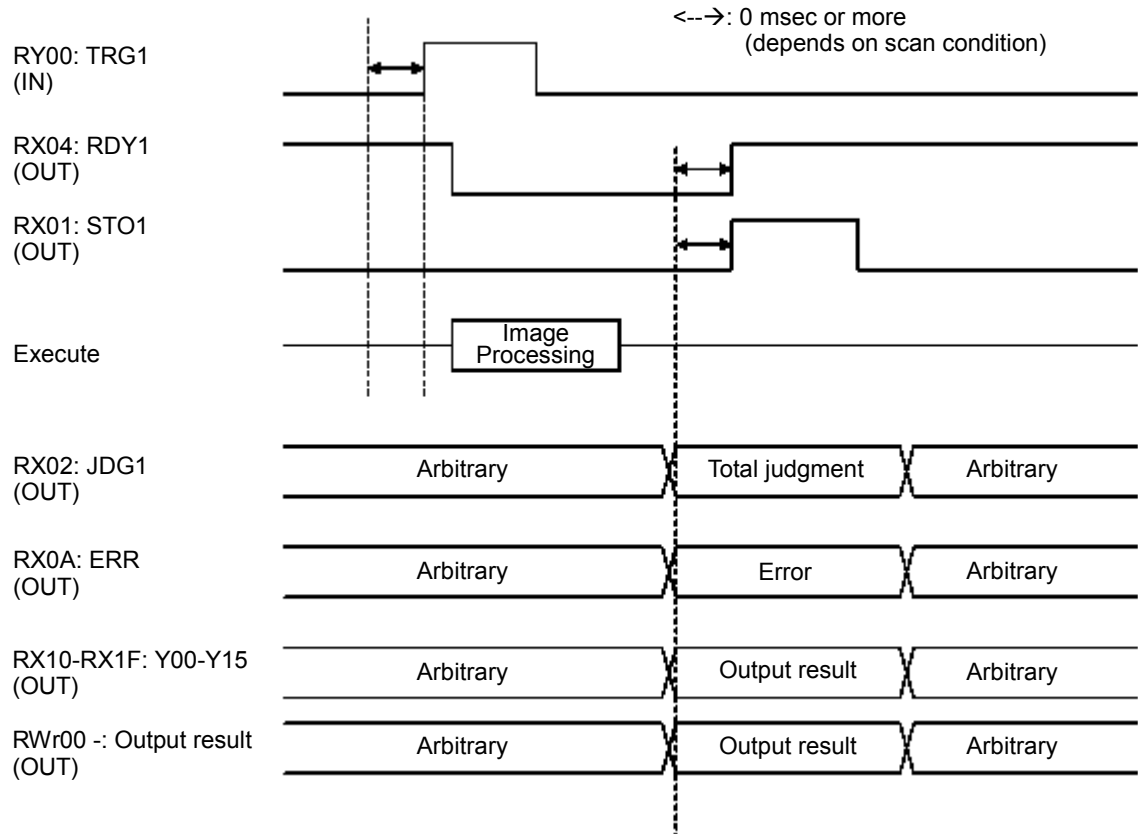 <--→: 0 msec or more
(depends on scan condition)
RY00: TRG1
(IN)
RX04: RDY1
(OUT)
RX01: STO1
(OUT)
Execute
Image
Processing
RX02: JDG1
(OUT)
Arbitrary
Total judgment
Arbitrary
RX0A: ERR
(OUT)
Arbitrary
Error
Arbitrary
RX10-RX1F: Y00-Y15
(OUT)
Arbitrary
Output result
Arbitrary
RWr00 -: Output result
(OUT)
Arbitrary
Output result
Arbitrary